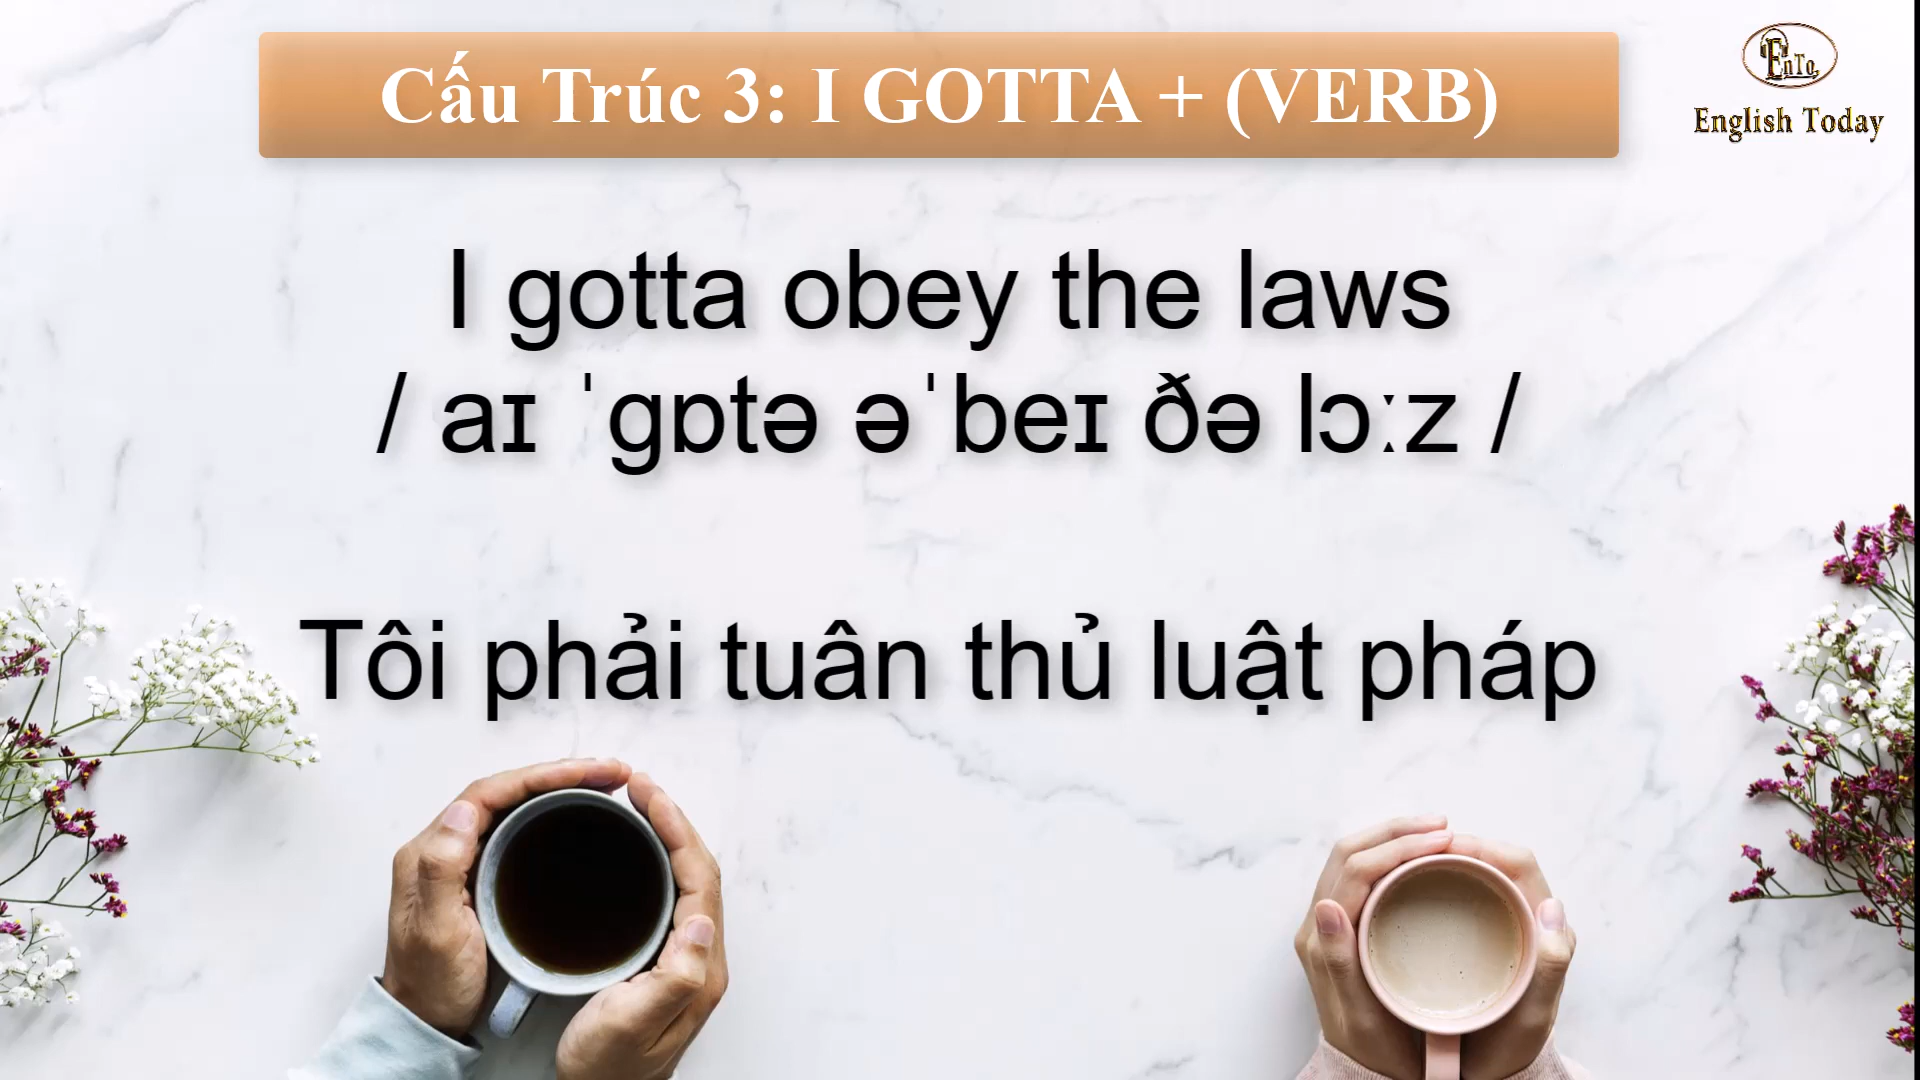 Cấu Trúc 3: I GOTTA + (VERB)
EnTo
English Today
I gotta obey the laws
/ aɪ ˈgɒtə əˈbeɪ ðə lɔːz /
Tôi phải tuân thủ luật pháp